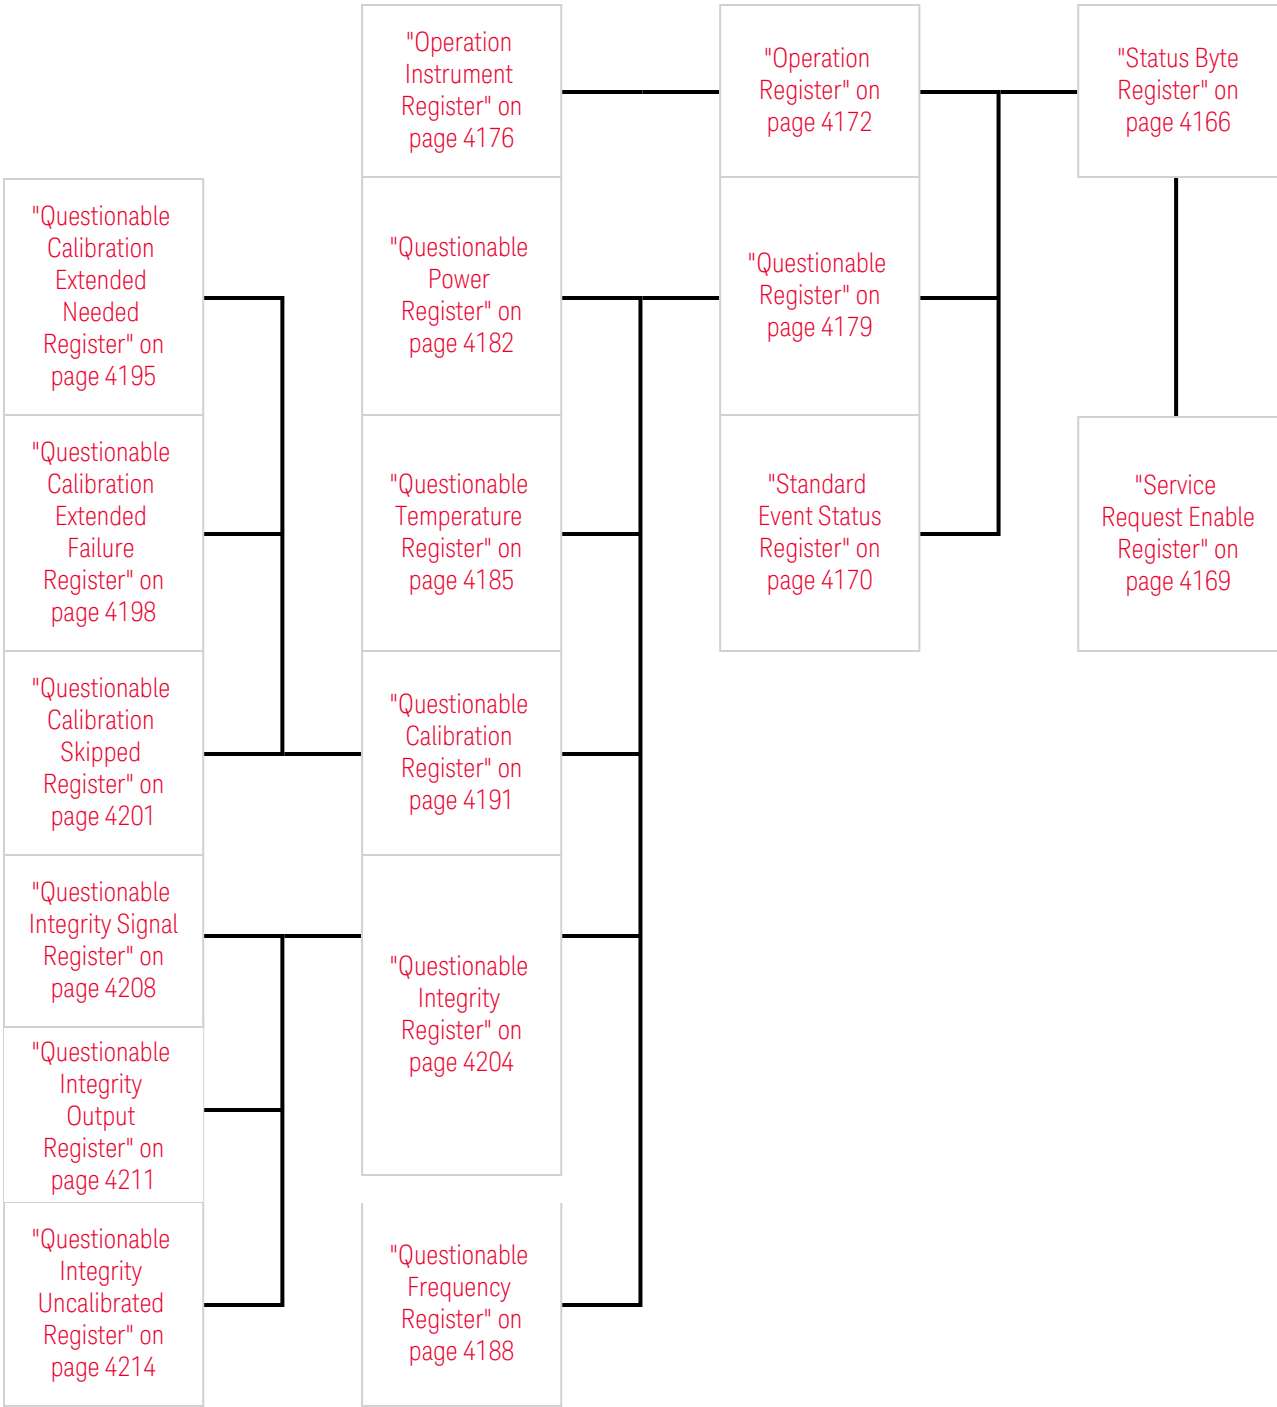 "Operation
Instrument
Register" on
page 4176
"Operation
Register" on
page 4172
"Status Byte
Register" on
page 4166
"Questionable
Calibration
Extended
Needed
Register" on
page 4195
"Questionable
Power
Register" on
page 4182
"Questionable
Register" on
page 4179
"Questionable
Calibration
Extended
Failure
Register" on
page 4198
"Questionable
Temperature
Register" on
page 4185
"Standard
Event Status
Register" on
page 4170
"Service
Request Enable
Register" on
page 4169
"Questionable
Calibration
Skipped
Register" on
page 4201
"Questionable
Calibration
Register" on
page 4191
"Questionable
Integrity Signal
Register" on
page 4208
"Questionable
Integrity
Register" on
page 4204
"Questionable
Integrity
Output
Register" on
page 4211
"Questionable
Integrity
Uncalibrated
Register" on
page 4214
"Questionable
Frequency
Register" on
page 4188